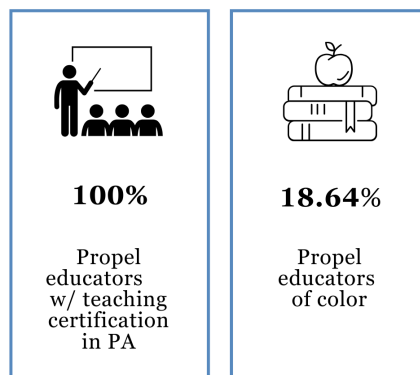 100%
Propel
educators
w/ teaching
certification
in PA
18.64%
Propel
educators
of color